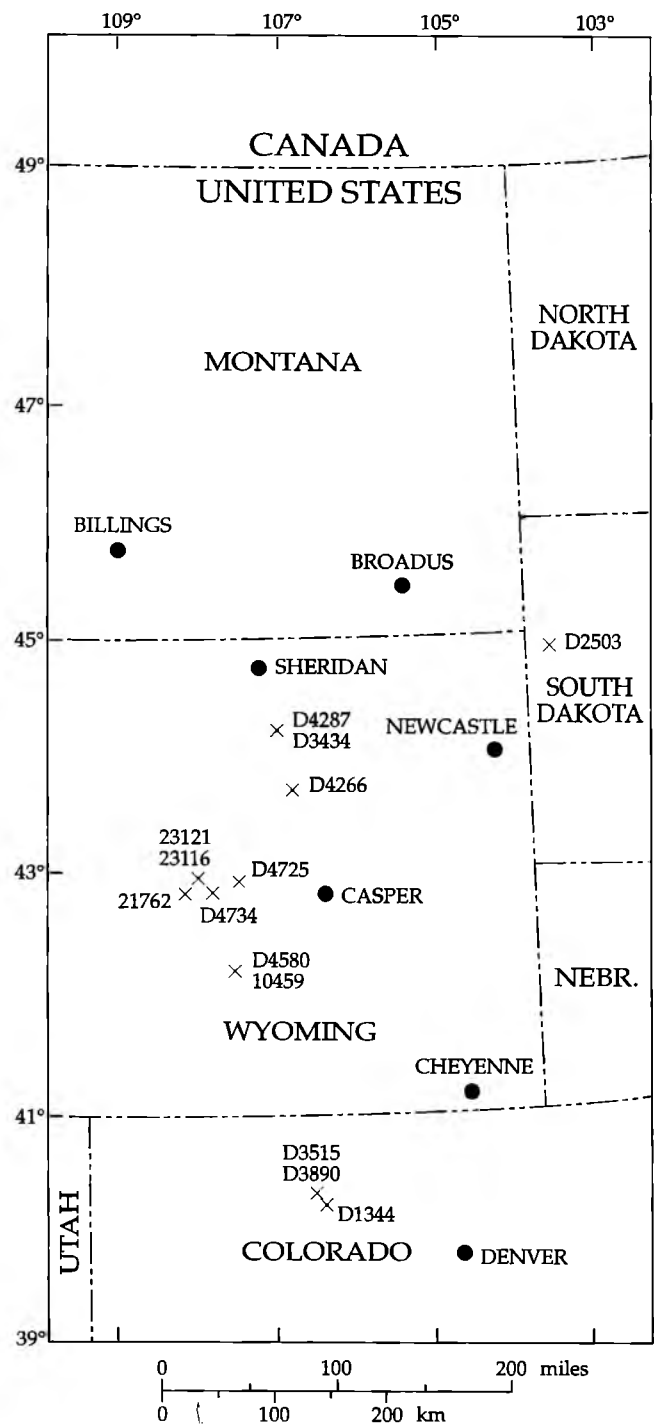 109°
107°
105°
103°
CANADA
49°
UNITED STATES
NORTH
DAKOTA
MONTANA
47°
BILLINGS
BROADUS
45°
D2503
SHERIDAN
SOUTH
DAKOTA
D4287
D3434
NEWCASTLE
D4266
23121
23116
43°
D4725
21762
D4734
CASPER
D4580
10459
NEBR.
WYOMING
CHEYENNE
41°
D3515
D3890
D1344
UTAH
COLORADO
DENVER
39°
0 100 200 miles
0 100 200 km